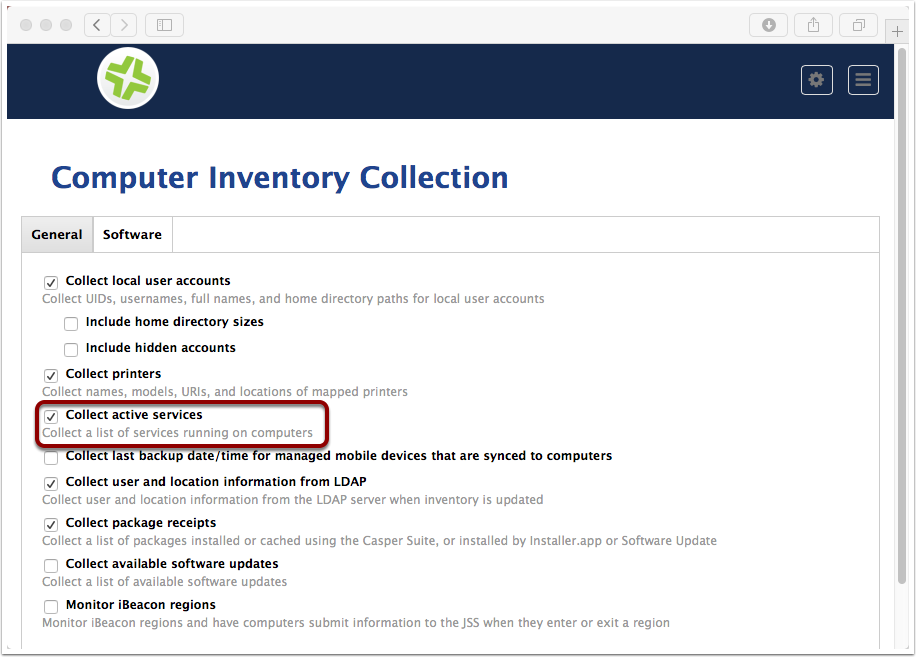 Computer Inventory Collection
General Software
Collect local user accounts
Collect UIDs, usernames, full names, and home directory paths for local user accounts
Include home directory sizes
Include hidden accounts
Collect printers
Collect names, models, URIs, and locations of mapped printers
Collect active services
Collect a list of services running on computers
Collect last backup date/time for managed mobile devices that are synced to computers
Collect user and location information from LDAP
Collect user and location information from the LDAP server when inventory is updated
Collect package receipts
Collect a list of packages installed or cached using the Casper Suite, or installed by Installer.app or Software Update
Collect available software updates
Collect a list of available software updates
Monitor iBeacon regions
Monitor iBeacon regions and have computers submit information to the JSS when they enter or exit a region